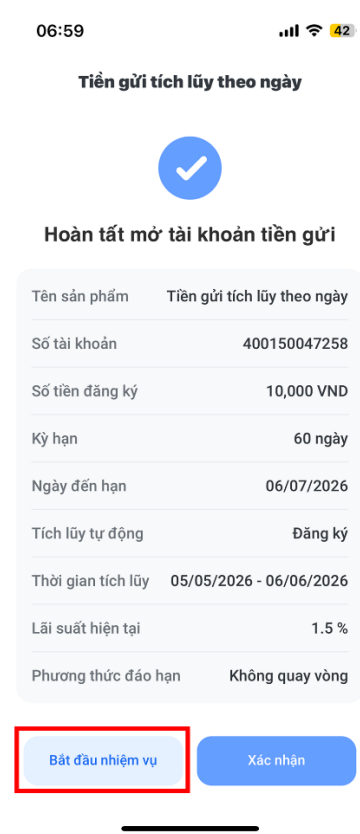 06:59
42
Tiền gửi tích lũy theo ngày
Hoàn tất mở tài khoản tiền gửi
Tên sản phẩm Tiền gửi tích lũy theo ngày
Số tài khoản 400150047258
Số tiền đăng ký 10,000 VND
Kỳ hạn 60 ngày
Ngày đến hạn 06/07/2026
Tích lũy tự động Đăng ký
Thời gian tích lũy 05/05/2026 - 06/06/2026
Lãi suất hiện tại 1.5 %
Phương thức đáo hạn Không quay vòng
Bắt đầu nhiệm vụ Xác nhận